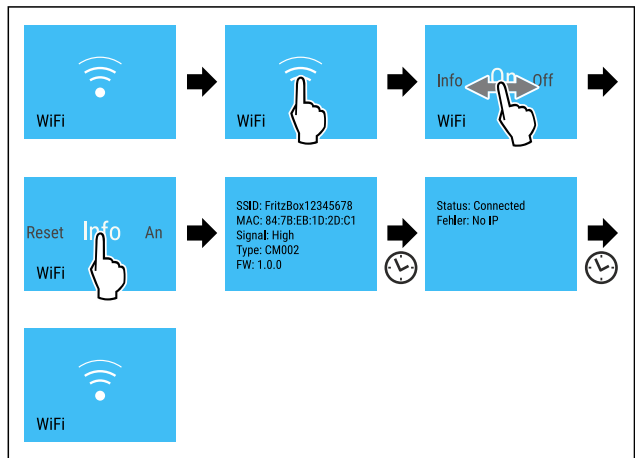 WiFi
WiFi
Info On Off
WiFi
Reset Info An
WiFi
SSID: FritzBox12345678
MAC: 84:7B:EB:1D:2D:C1
Signal: High
Type: CM002
FW: 1.0.0
Status: Connected
Fehler: No IP
WiFi